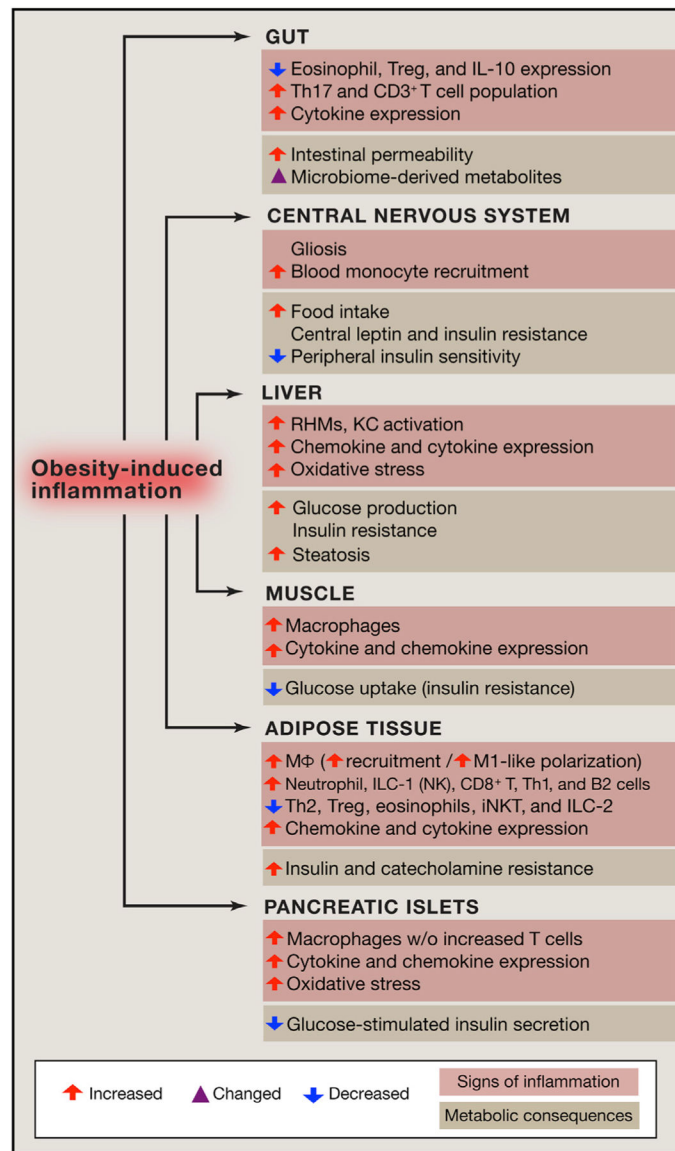 GUT
Eosinophil, Treg, and IL-10 expression
Th17 and CD3⁺ T cell population
Cytokine expression
Intestinal permeability
Microbiome-derived metabolites
CENTRAL NERVOUS SYSTEM
Gliosis
Blood monocyte recruitment
Food intake
Central leptin and insulin resistance
Peripheral insulin sensitivity
LIVER
RHMs, KC activation
Chemokine and cytokine expression
Oxidative stress
Glucose production
Insulin resistance
Steatosis
Obesity-induced
inflammation
MUSCLE
Macrophages
Cytokine and chemokine expression
Glucose uptake (insulin resistance)
ADIPOSE TISSUE
MΦ (recruitment / M1-like polarization)
Neutrophil, ILC-1 (NK), CD8⁺ T, Th1, and B2 cells
Th2, Treg, eosinophils, iNKT, and ILC-2
Chemokine and cytokine expression
Insulin and catecholamine resistance
PANCREATIC ISLETS
Macrophages w/o increased T cells
Cytokine and chemokine expression
Oxidative stress
Glucose-stimulated insulin secretion
Increased Changed Decreased
Signs of inflammation
Metabolic consequences